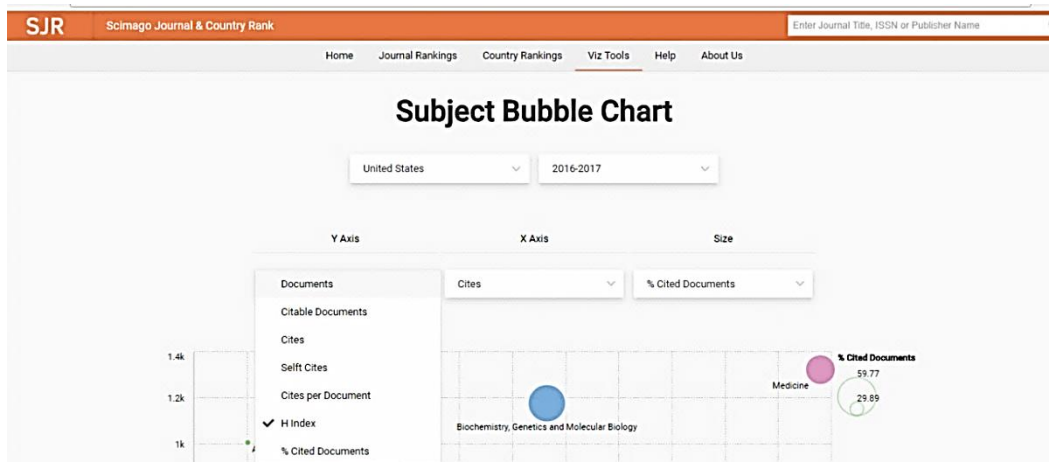 SJR Scimago Journal & Country Rank Enter Journal Title, ISSN or Publisher Name
Home Journal Rankings Country Rankings Viz Tools Help About Us
Subject Bubble Chart
United States 2016-2017
Y Axis X Axis Size
Documents Cites % Cited Documents
Citable Documents
Cites
Selft Cites
Cites per Document
H Index
% Cited Documents
1.4k
1.2k
1k
Biochemistry, Genetics and Molecular Biology
Medicine
% Cited Documents
59.77
29.89